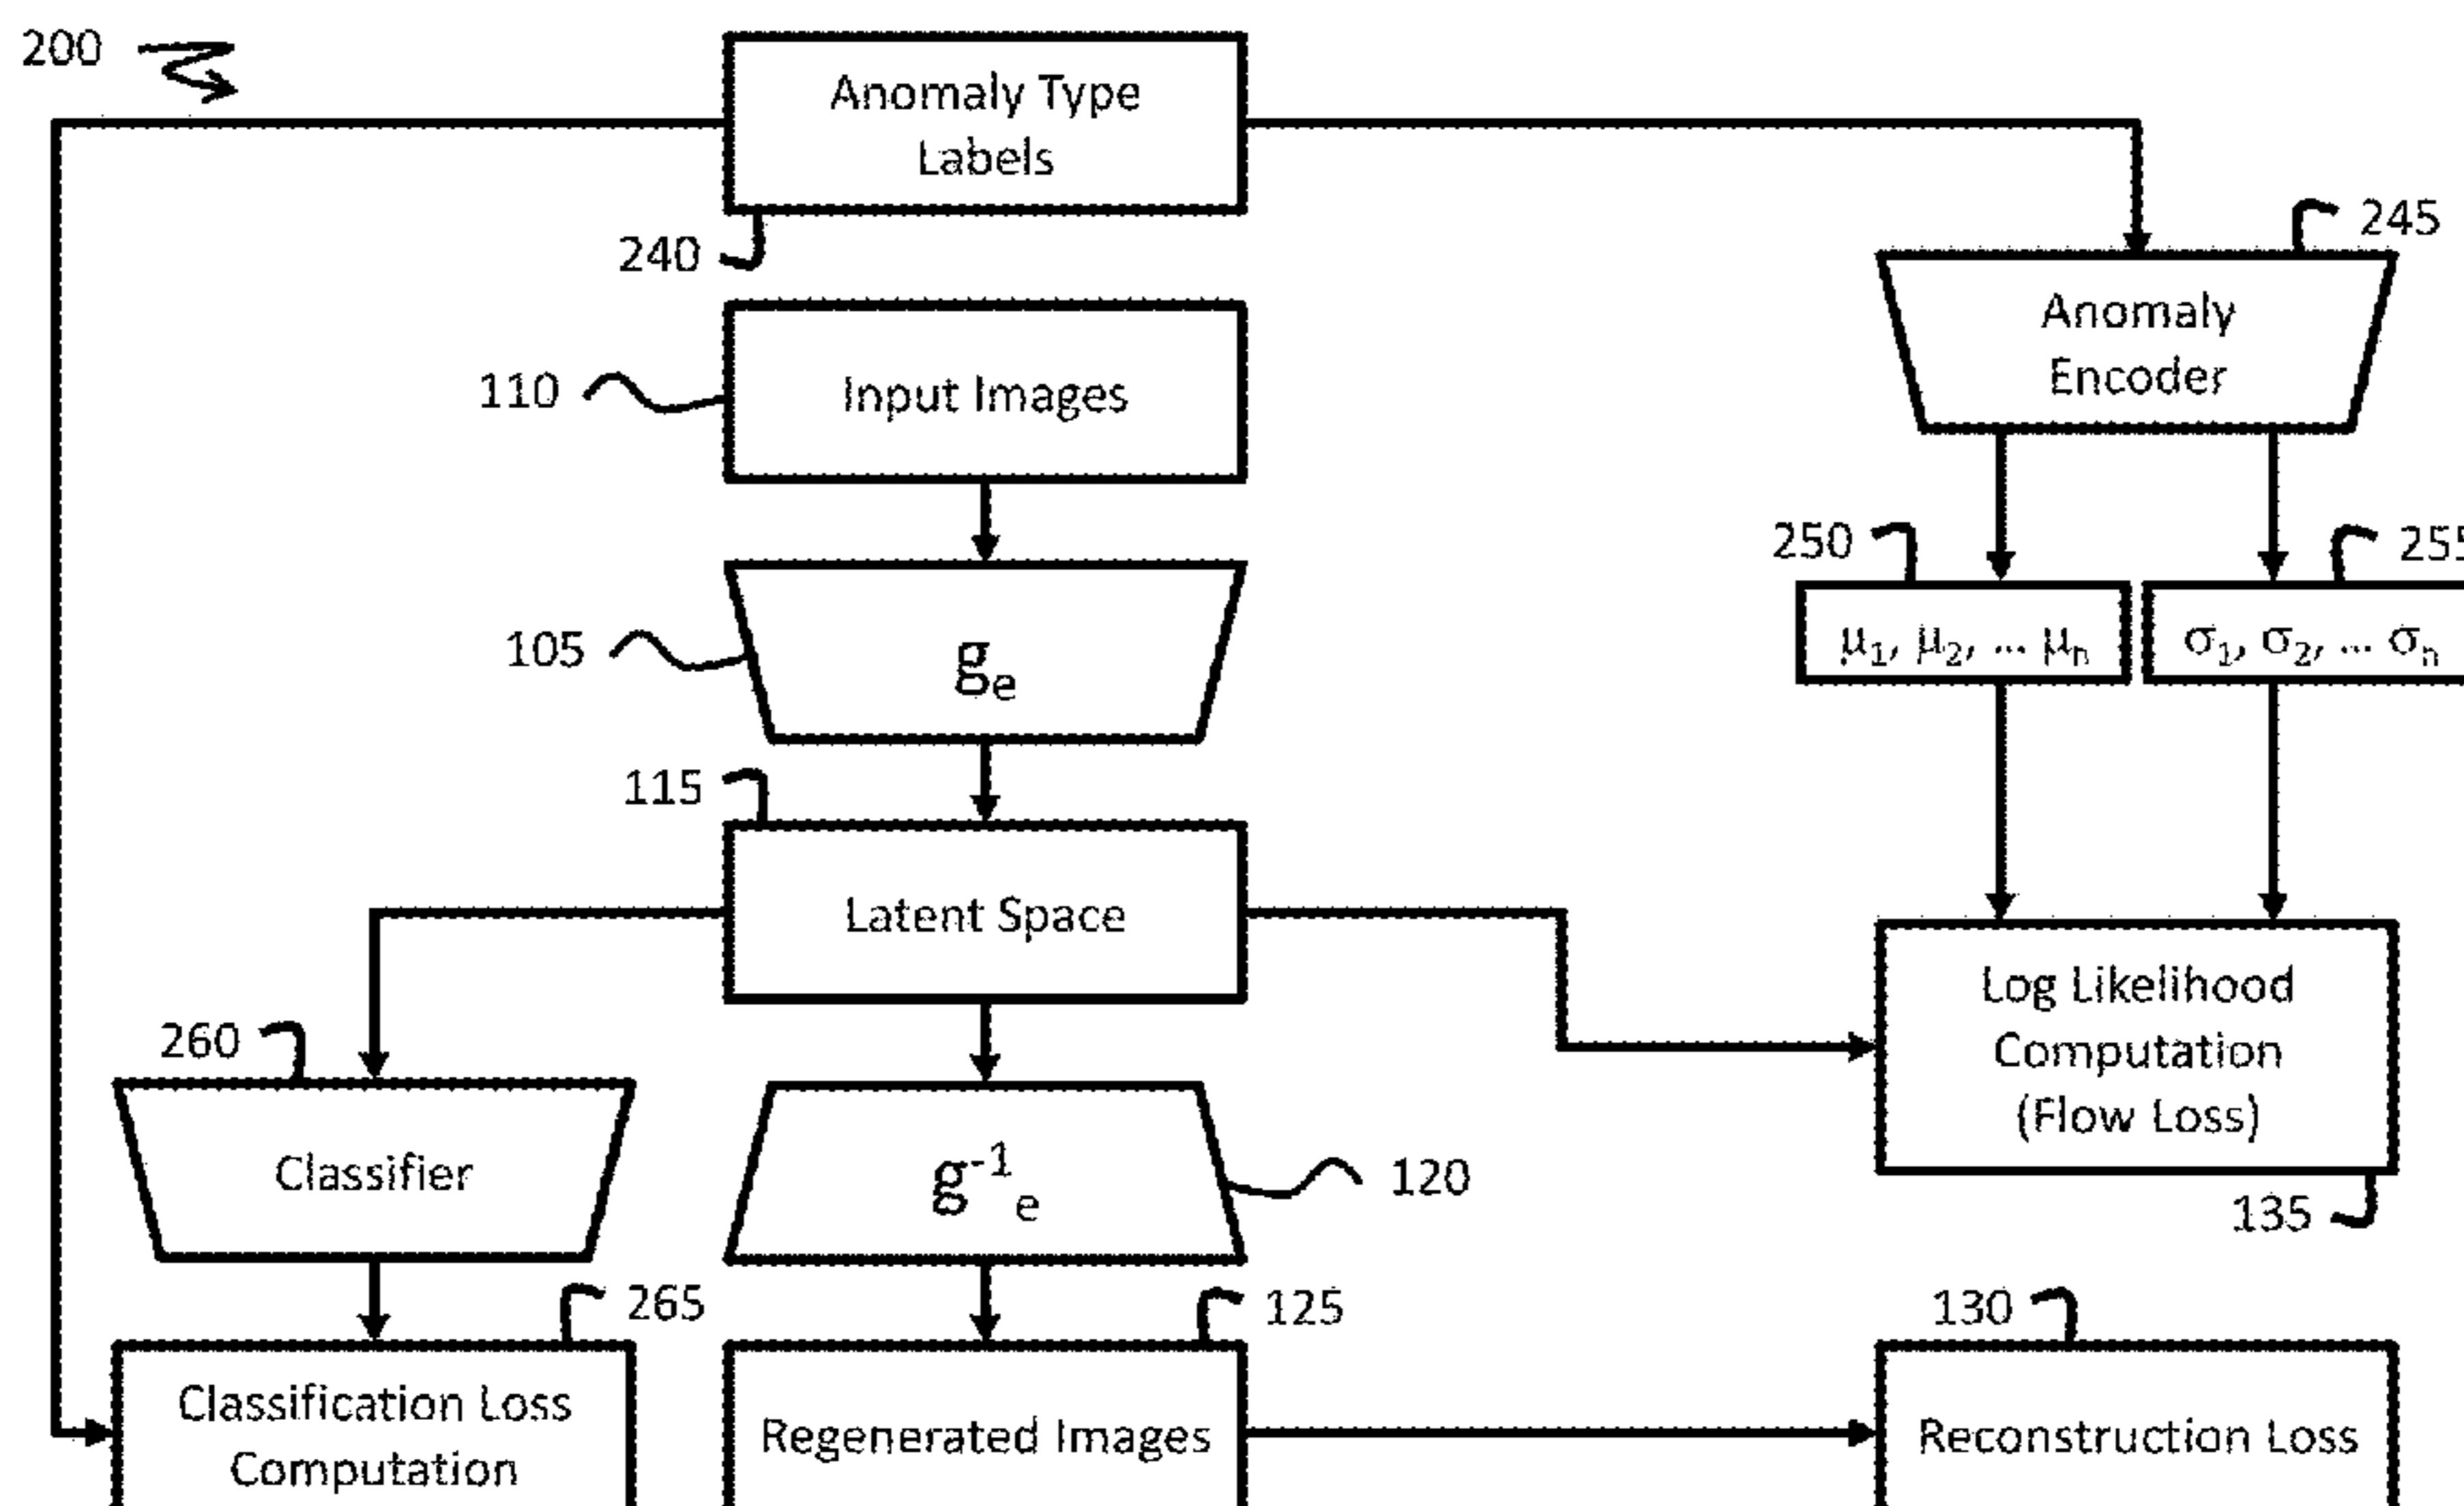 200
Anomaly Type
Labels
240
245
Anomaly
Encoder
110
Input Images
250
μ1, μ2, ... μn
σ1, σ2, ... σn
105
ge
115
Latent Space
Log Likelihood
Computation
(Flow Loss)
135
260
Classifier
g-1e
120
265
125
130
Classification Loss
Computation
Regenerated Images
Reconstruction Loss